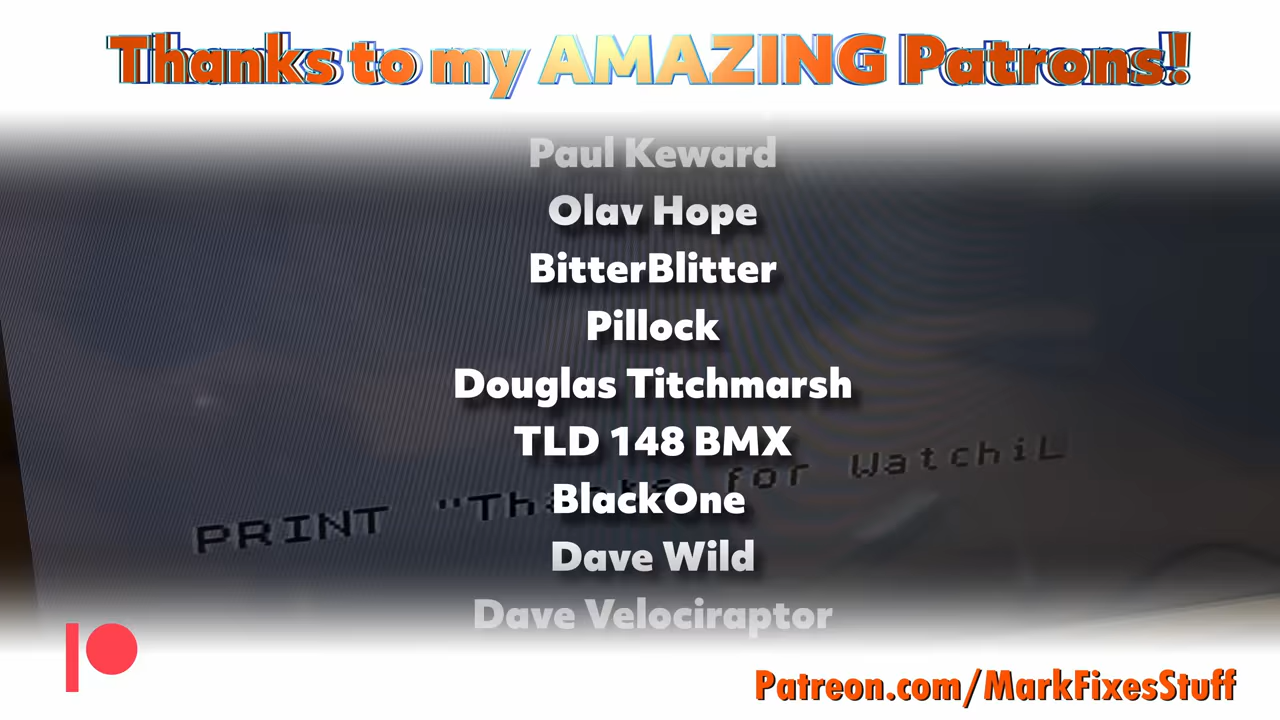 Thanks to my AMAZING Patrons!
Paul Keward
Olav Hope
BitterBlitter
Pillock
Douglas Titchmarsh
TLD 148 BMX
BlackOne
Dave Wild
Dave Velociraptor
PRINT "Thanks for WatchiL
Patreon.com/MarkFixesStuff